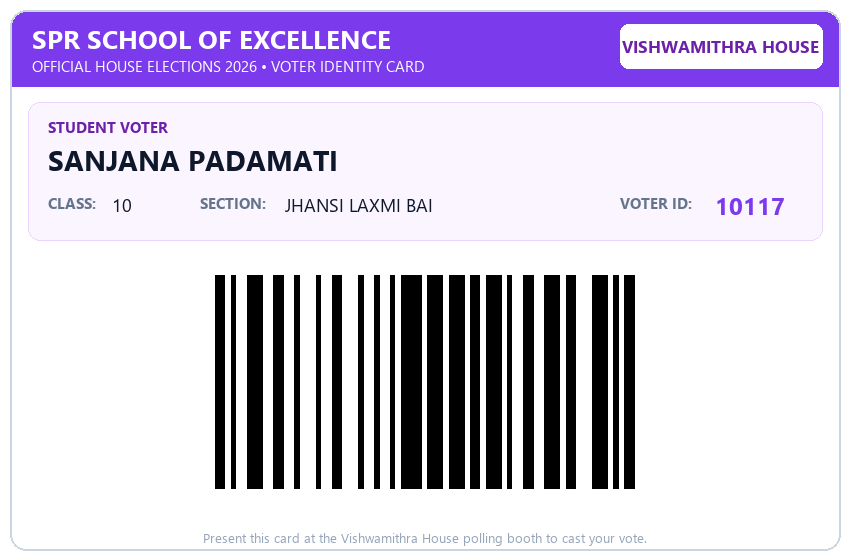 SPR SCHOOL OF EXCELLENCE
OFFICIAL HOUSE ELECTIONS 2026 • VOTER IDENTITY CARD
VISHWAMITHRA HOUSE
STUDENT VOTER
SANJANA PADAMATI
CLASS: 10 SECTION: JHANSI LAXMI BAI VOTER ID: 10117
Present this card at the Vishwamithra House polling booth to cast your vote.